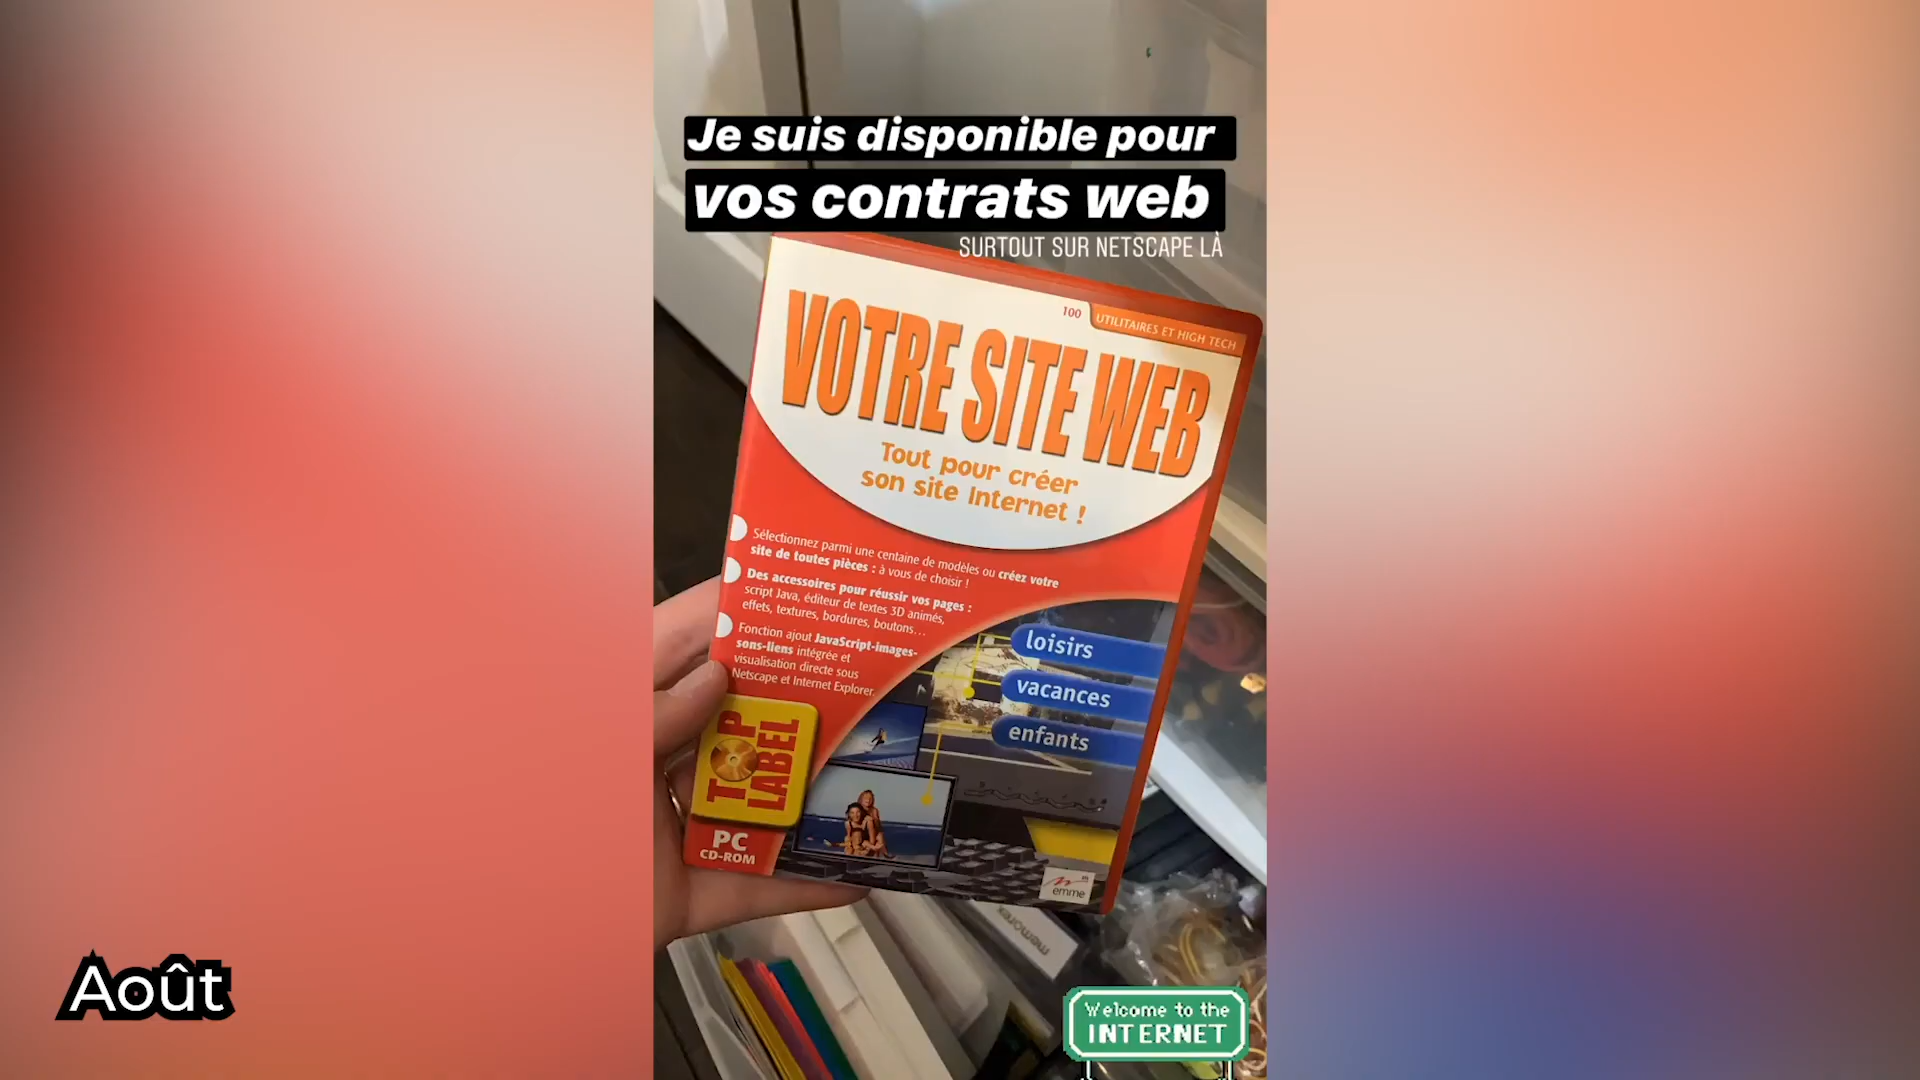 Je suis disponible pour
vos contrats web
SURTOUT SUR NETSCAPE LÀ
100
UTILITAIRES ET HIGH TECH
VOTRE SITE WEB
Tout pour créer
son site Internet !
Sélectionnez parmi une centaine de modèles ou créez votre
site de toutes pièces : à vous de choisir !
Des accessoires pour réussir vos pages :
script Java, éditeur de textes 3D animés,
effets, textures, bordures, boutons...
Fonction ajout JavaScript-images-
sons-liens intégrée et
visualisation directe sous
Netscape et Internet Explorer.
loisirs
vacances
enfants
TOP
LABEL
PC
CD-ROM
emme
memorex
Août
Welcome to the
INTERNET